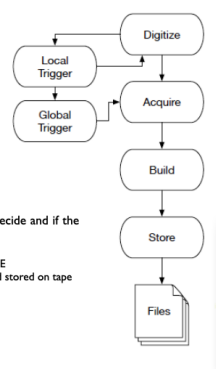 Digitize
Local
Trigger
Global
Trigger
Acquire
Build
ecide and if the
Store
E
stored on tape
Files